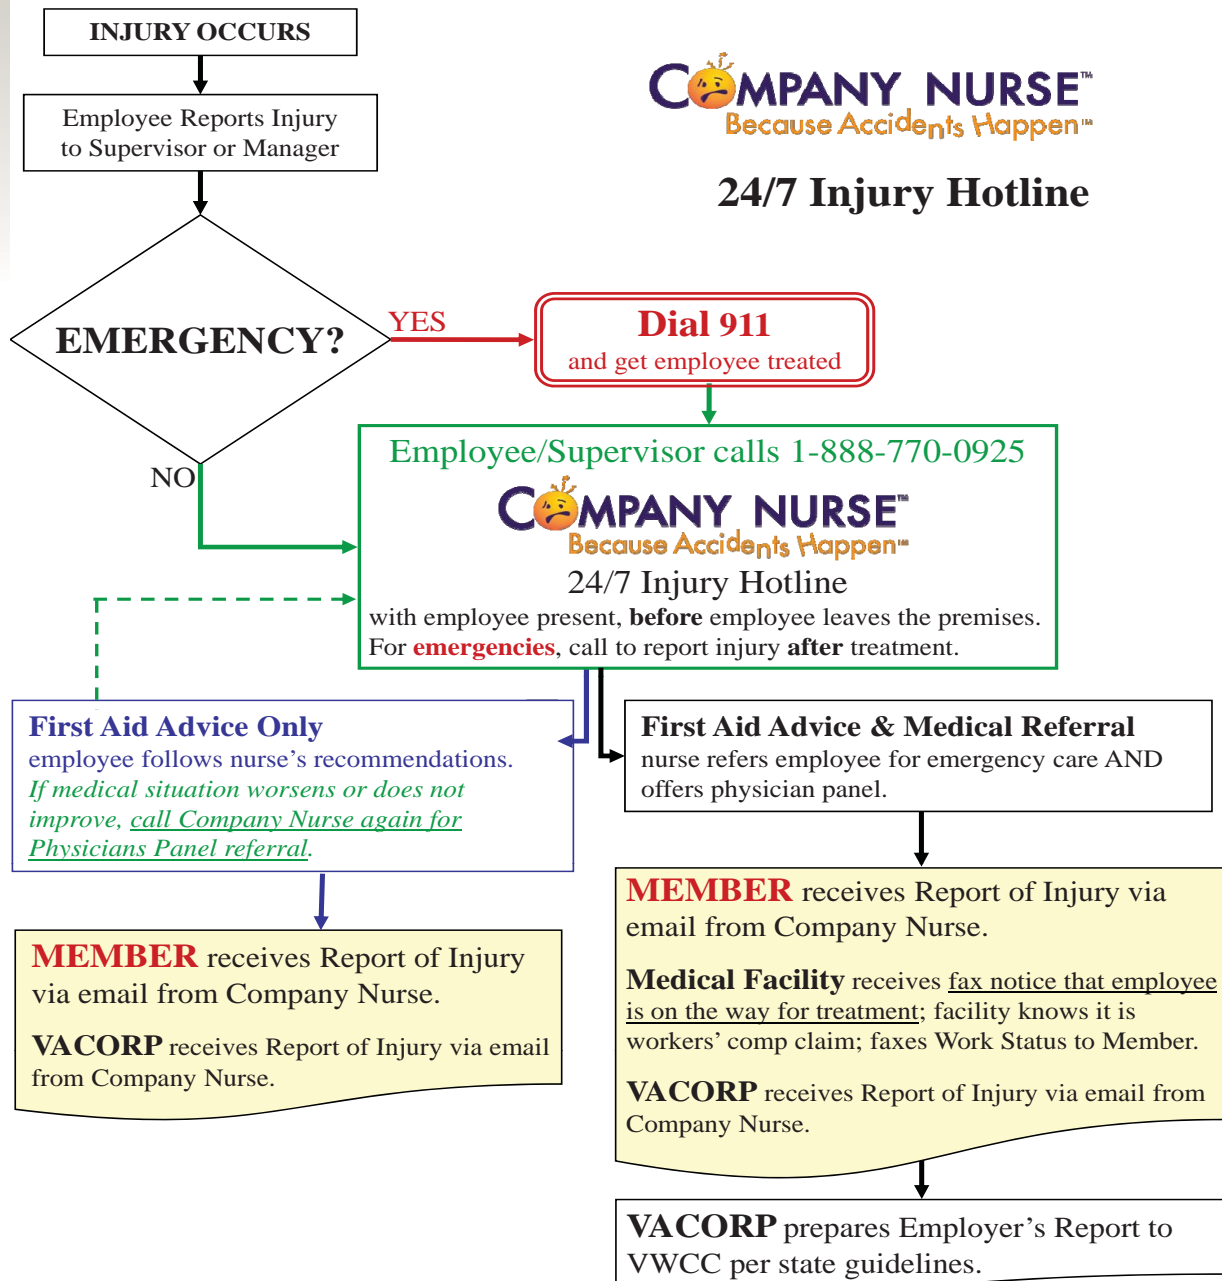 INJURY OCCURS
COMPANY NURSE™
Because Accidents Happen™
24/7 Injury Hotline
Employee Reports Injury
to Supervisor or Manager
EMERGENCY?
YES
Dial 911
and get employee treated
NO
Employee/Supervisor calls 1-888-770-0925
COMPANY NURSE™
Because Accidents Happen™
24/7 Injury Hotline
with employee present, before employee leaves the premises.
For emergencies, call to report injury after treatment.
First Aid Advice Only
employee follows nurse’s recommendations.
If medical situation worsens or does not
improve, call Company Nurse again for
Physicians Panel referral.
First Aid Advice & Medical Referral
nurse refers employee for emergency care AND
offers physician panel.
MEMBER receives Report of Injury
via email from Company Nurse.
VACORP receives Report of Injury via email
from Company Nurse.
MEMBER receives Report of Injury via
email from Company Nurse.
Medical Facility receives fax notice that employee
is on the way for treatment; facility knows it is
workers’ comp claim; faxes Work Status to Member.
VACORP receives Report of Injury via email from
Company Nurse.
VACORP prepares Employer’s Report to
VWCC per state guidelines.